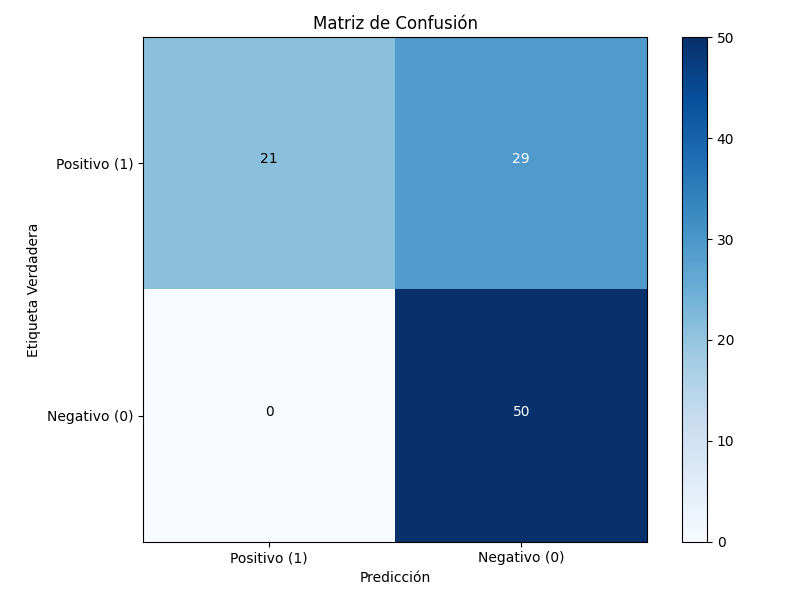 Matriz de Confusión
Etiqueta Verdadera
Positivo (1)
Negativo (0)
21
29
0
50
Positivo (1)
Negativo (0)
Predicción
50
40
30
20
10
0